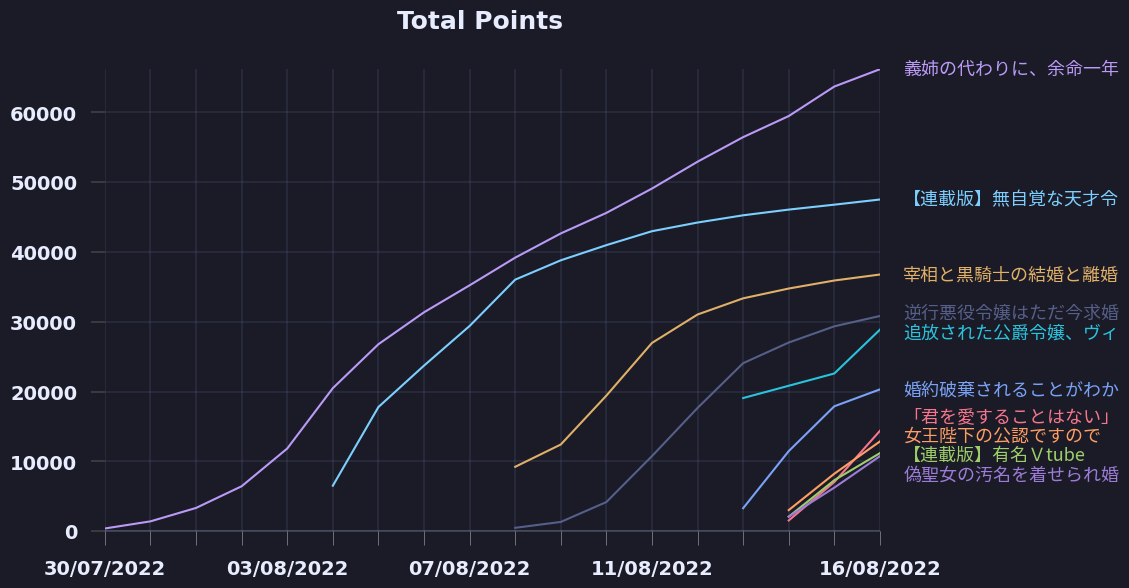 Total Points
義姉の代わりに、余命一年
60000
50000
【連載版】無自覚な天才令
40000
宰相と黒騎士の結婚と離婚
30000
逆行悪役令嬢はただ今求婚
追放された公爵令嬢、ヴィ
20000
婚約破棄されることがわか
「君を愛することはない」
女王陛下の公認ですので
10000
【連載版】有名Ｖtube
偽聖女の汚名を着せられ婚
0
30/07/2022
03/08/2022
07/08/2022
11/08/2022
16/08/2022